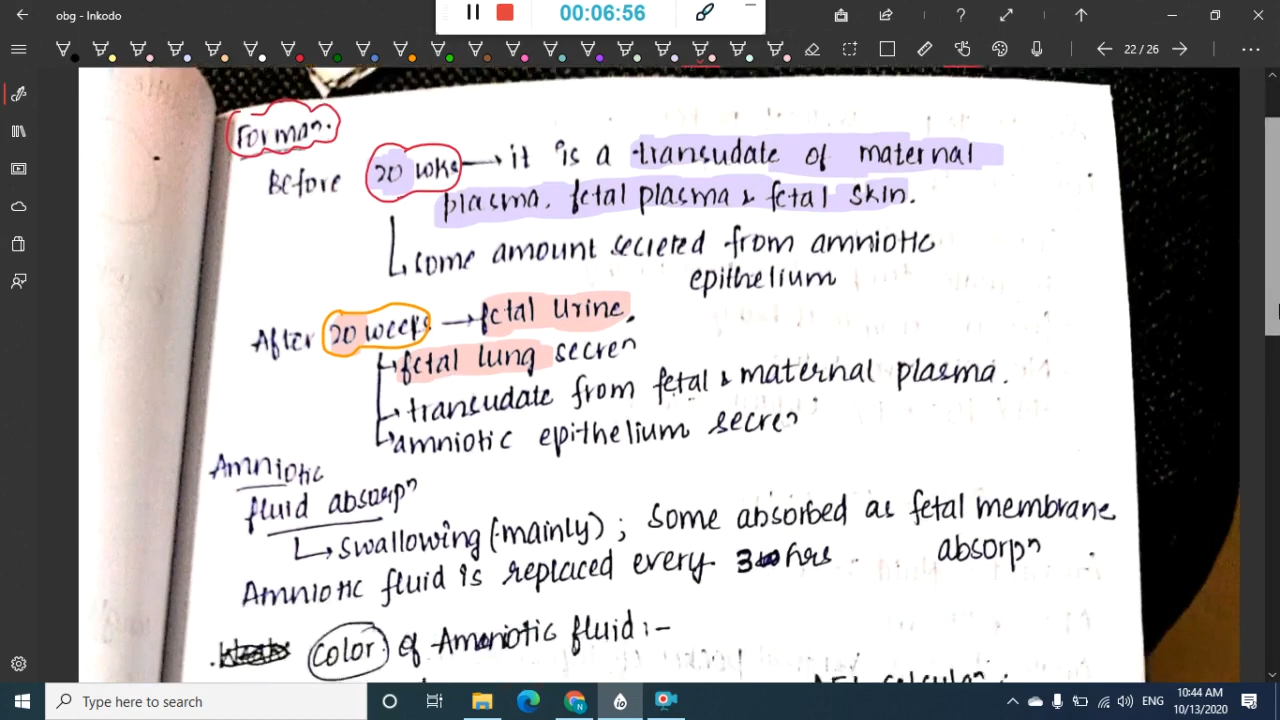 obg - Inkodo
00:06:56
22 / 26
Forman.
Before 20 wks → it is a transudate of maternal
plasma, fetal plasma & fetal skin.
some amount secreted from amniotic
epithelium
After 20 weeks → fetal urine.
fetal lung secren
transudate from fetal & maternal plasma.
amniotic epithelium secren
Amniotic
fluid absorpn
Swallowing (mainly); some absorbed as fetal membrane
absorpn
Amniotic fluid is replaced every hrs
color of Amniotic fluid :-
AFI calculan :
Type here to search
ENG
10:44 AM
10/13/2020